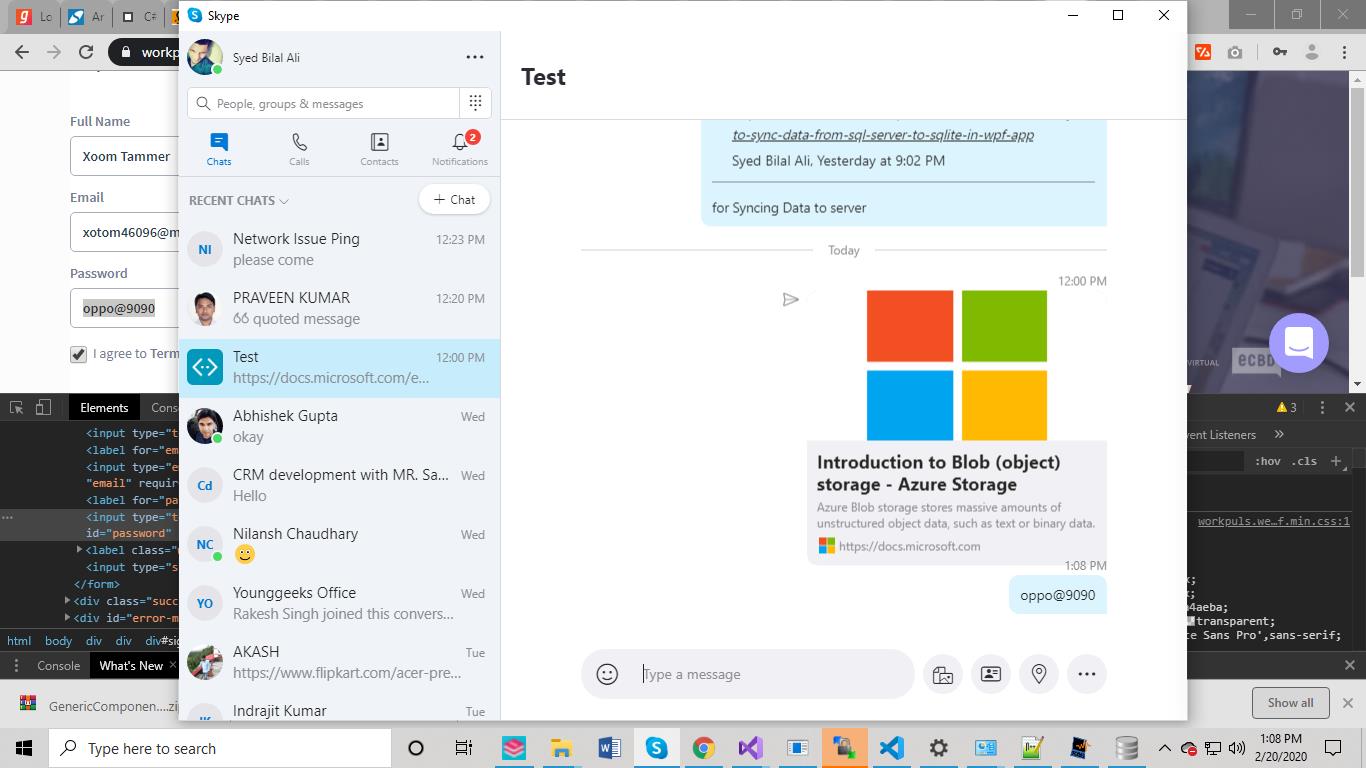 Lo
Ar
C#
Skype
workp
Syed Bilal Ali
People, groups & messages
Chats
Calls
Contacts
2
Notifications
RECENT CHATS
+ Chat
NI
Network Issue Ping
12:23 PM
please come
PRAVEEN KUMAR
12:20 PM
66 quoted message
Test
12:00 PM
https://docs.microsoft.com/e...
Abhishek Gupta
Wed
okay
Cd
CRM development with MR. Sa...
Wed
Hello
NC
Nilansh Chaudhary
Wed
YO
Younggeeks Office
Wed
Rakesh Singh joined this convers...
AKASH
Tue
https://www.flipkart.com/acer-pre...
Indrajit Kumar
Tue
Test
to-sync-data-from-sql-server-to-sqlite-in-wpf-app
Syed Bilal Ali, Yesterday at 9:02 PM
for Syncing Data to server
Today
12:00 PM
Introduction to Blob (object)
storage - Azure Storage
Azure Blob storage stores massive amounts of
unstructured object data, such as text or binary data.
https://docs.microsoft.com
1:08 PM
oppo@9090
Type a message
Full Name
Xoom Tammer
Email
xotom46096@m
Password
oppo@9090
I agree to Term
VIRTUAL
eCBD
Elements
Cons
3
<input type="t
<label for="em
<input type="e
"email" requir
<label for="pa
<input type="t
id="password"
<label class="
<input type="s
</form>
<div class="succ
<div id="error-m
html body div div div#sig
Console
What's New
vent Listeners
:hov .cls
workpuls.we…f.min.css:1
k;
k;
4aeba;
transparent;
te Sans Pro',sans-serif;
GenericComponen....zi
Show all
Type here to search
1:08 PM
2/20/2020